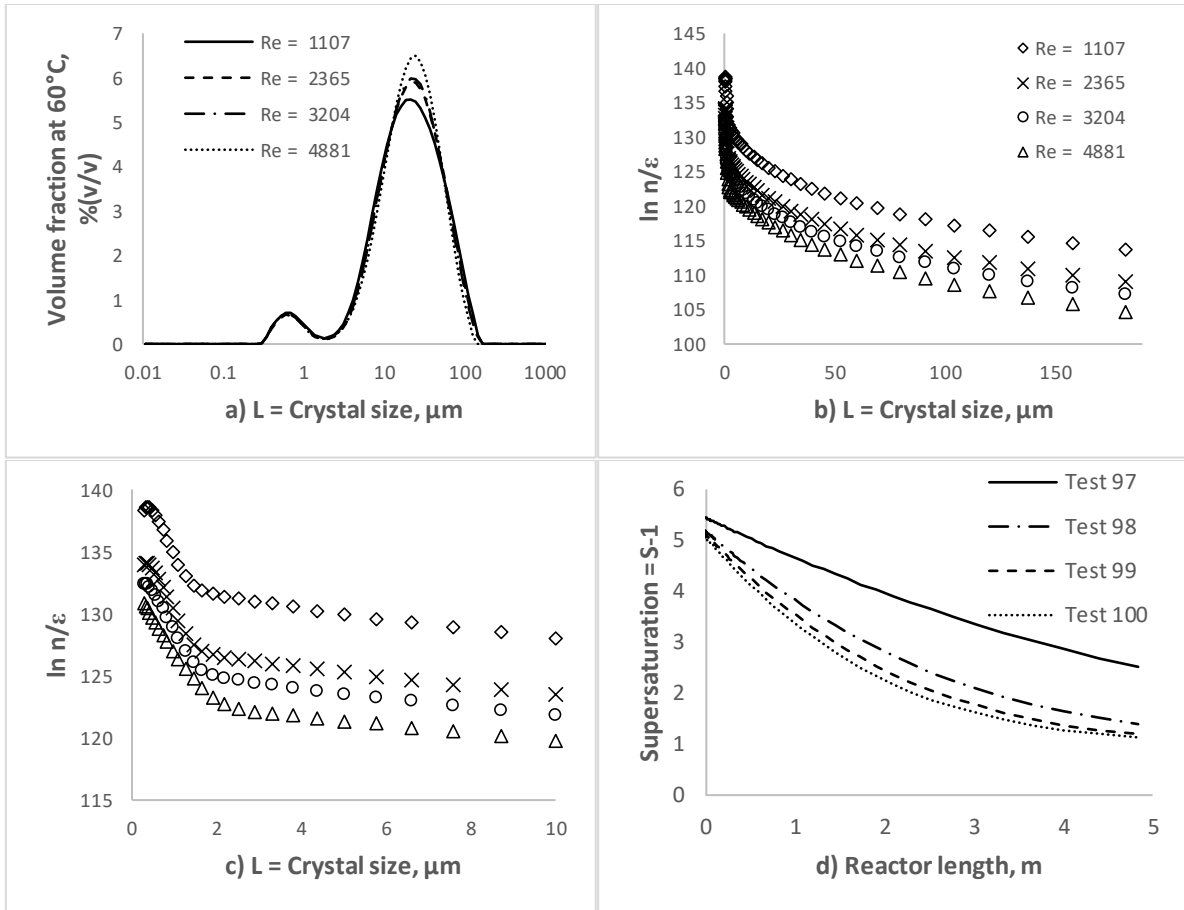 7
6
5
4
3
2
1
0
Volume fraction at 60°C,
%(v/v)
Re = 1107
Re = 2365
Re = 3204
Re = 4881
0.01 0.1 1 10 100 1000
a) L = Crystal size, µm
145
140
135
130
125
120
115
110
105
100
ln n/ε
Re = 1107
Re = 2365
Re = 3204
Re = 4881
0 50 100 150
b) L = Crystal size, µm
140
135
130
125
120
115
ln n/ε
0 2 4 6 8 10
c) L = Crystal size, µm
6
5
4
3
2
1
0
Supersaturation = S-1
Test 97
Test 98
Test 99
Test 100
0 1 2 3 4 5
d) Reactor length, m